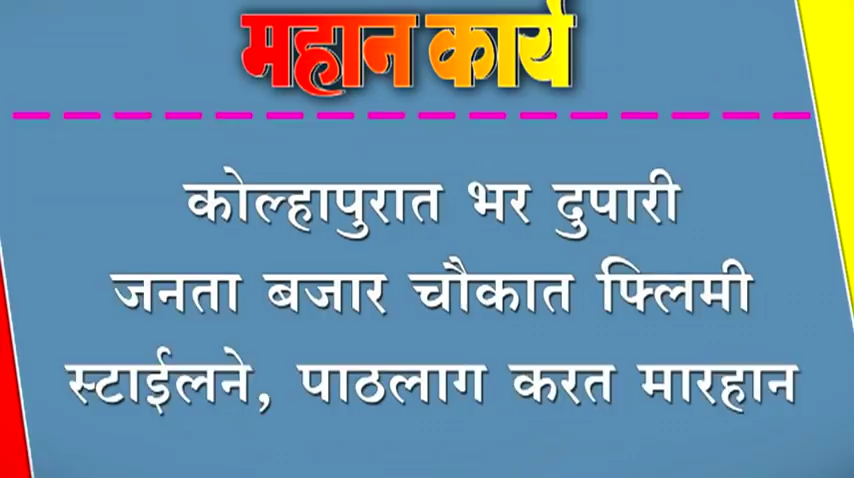 महान कार्य
कोल्हापुरात भर दुपारी
जनता बजार चौकात फ्लिमी
स्टाईलने, पाठलाग करत मारहान